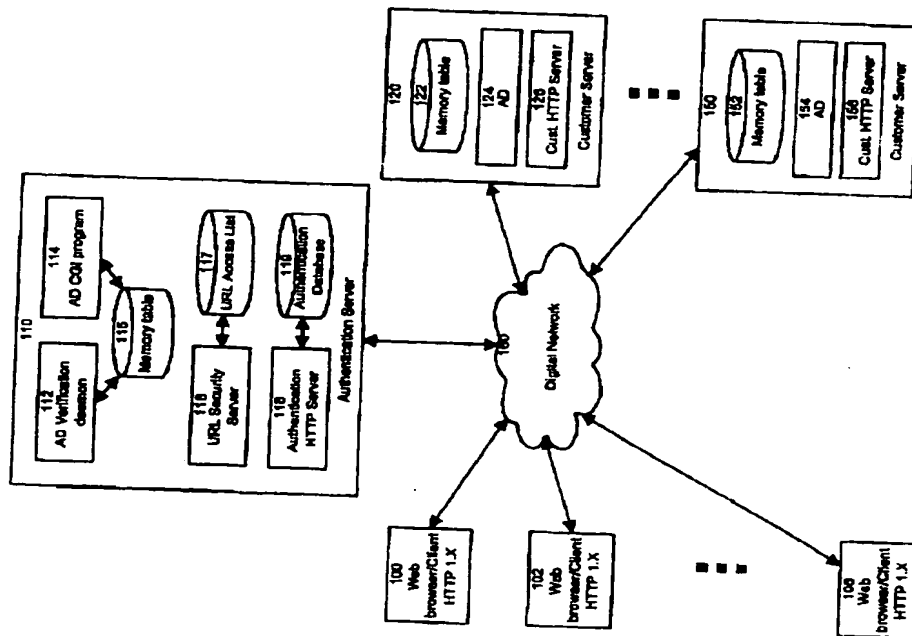 110
112
AD Verification
daemon
114
AD CGI program
115
Memory table
116
URL Security
Server
117
URL Access List
118
Authentication
HTTP Server
119
Authentication
Database
Authentication Server
120
122
Memory table
124
AD
126
Cust. HTTP Server
Customer Server
150
152
Memory table
154
AD
156
Cust. HTTP Server
Customer Server
160
Digital Network
100
Web
browser/Client
HTTP 1.X
102
Web
browser/Client
HTTP 1.X
108
Web
browser/Client
HTTP 1.X